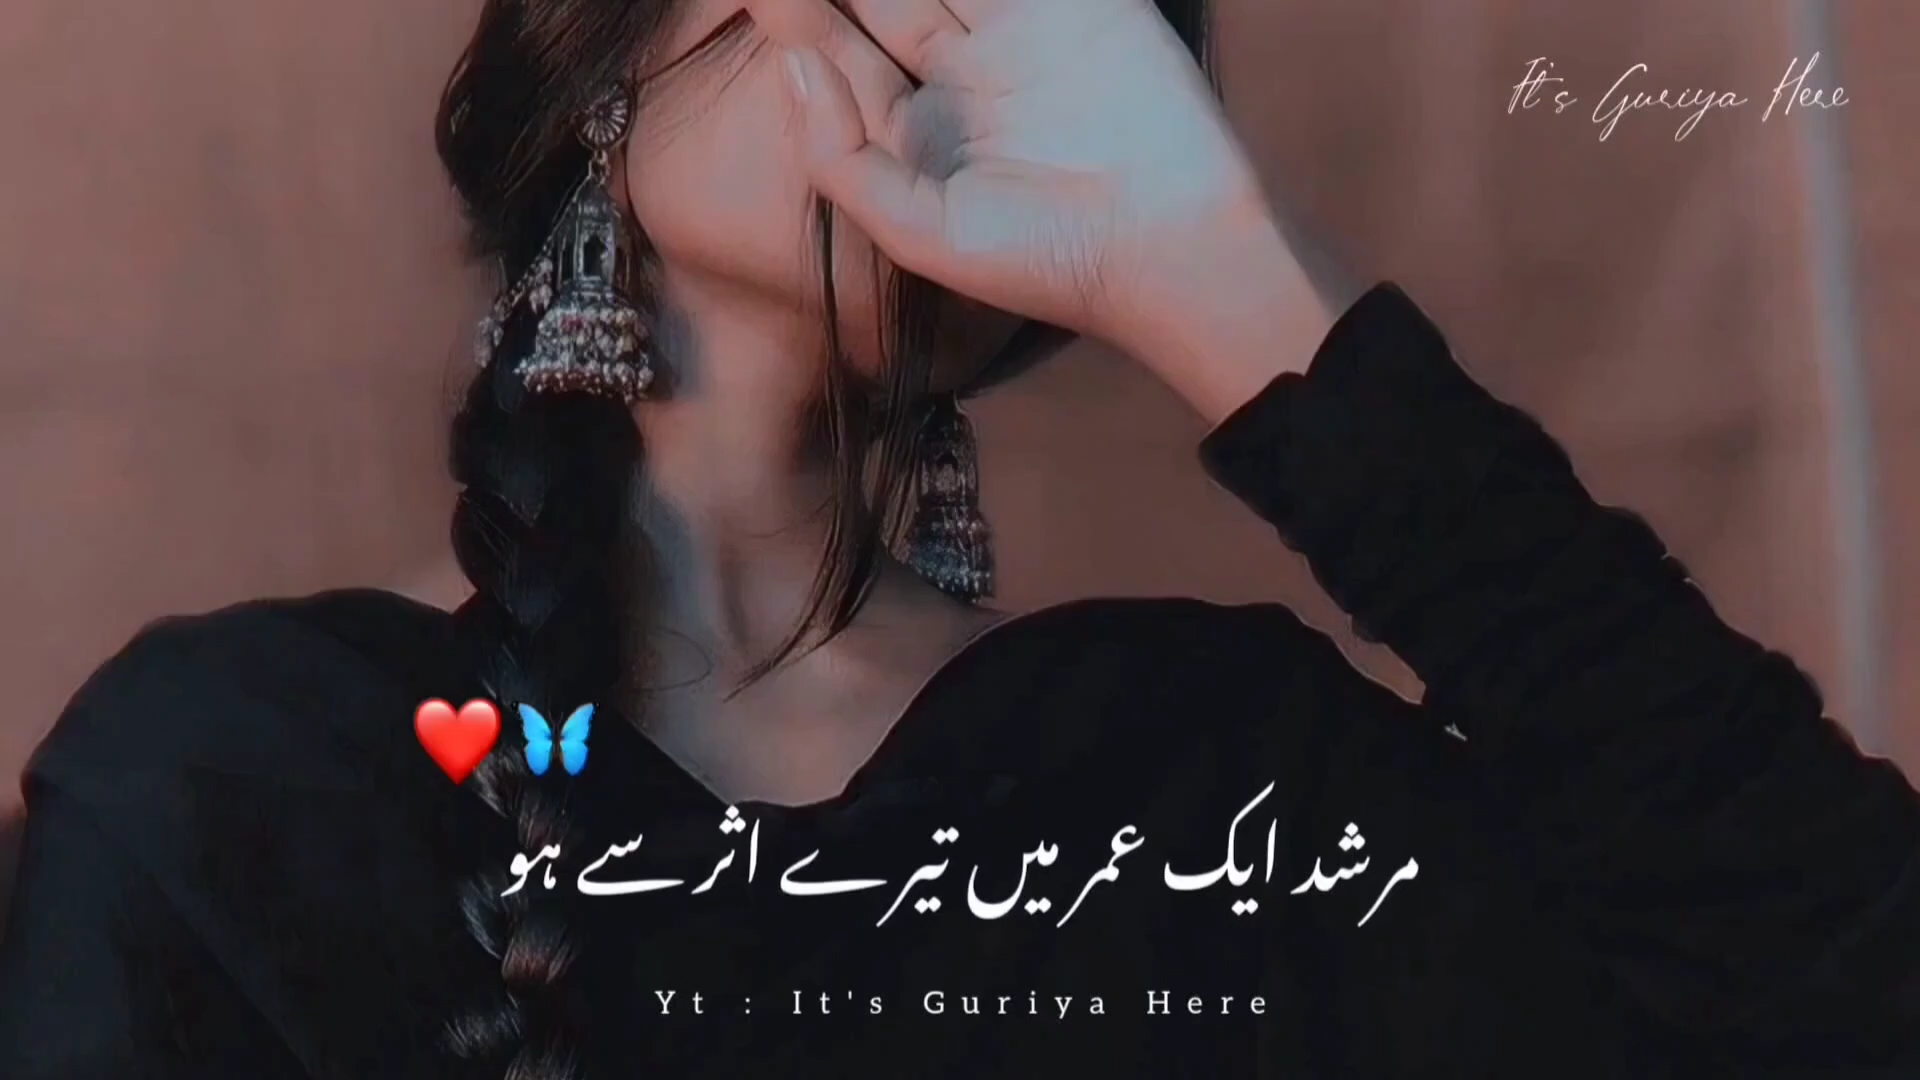 It's Guriya Here
❤️🦋
مرشد ایک عمر میں تیرے اثر سے ہو
Yt : It's Guriya Here